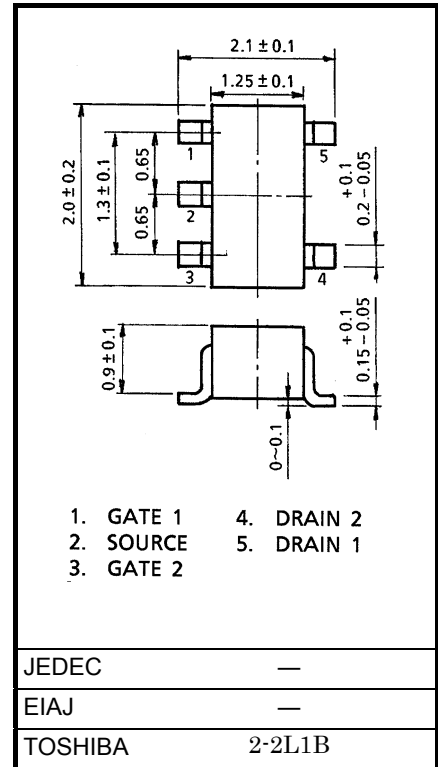 2.1 ± 0.1
1.25 ± 0.1
2.0 ± 0.2
1.3 ± 0.1
0.65
0.65
1
2
3
5
4
+0.1
0.2 – 0.05
0.9 ± 0.1
+0.1
0.15 – 0.05
0~0.1
1. GATE 1 4. DRAIN 2
2. SOURCE 5. DRAIN 1
3. GATE 2
JEDEC —
EIAJ —
TOSHIBA 2-2L1B